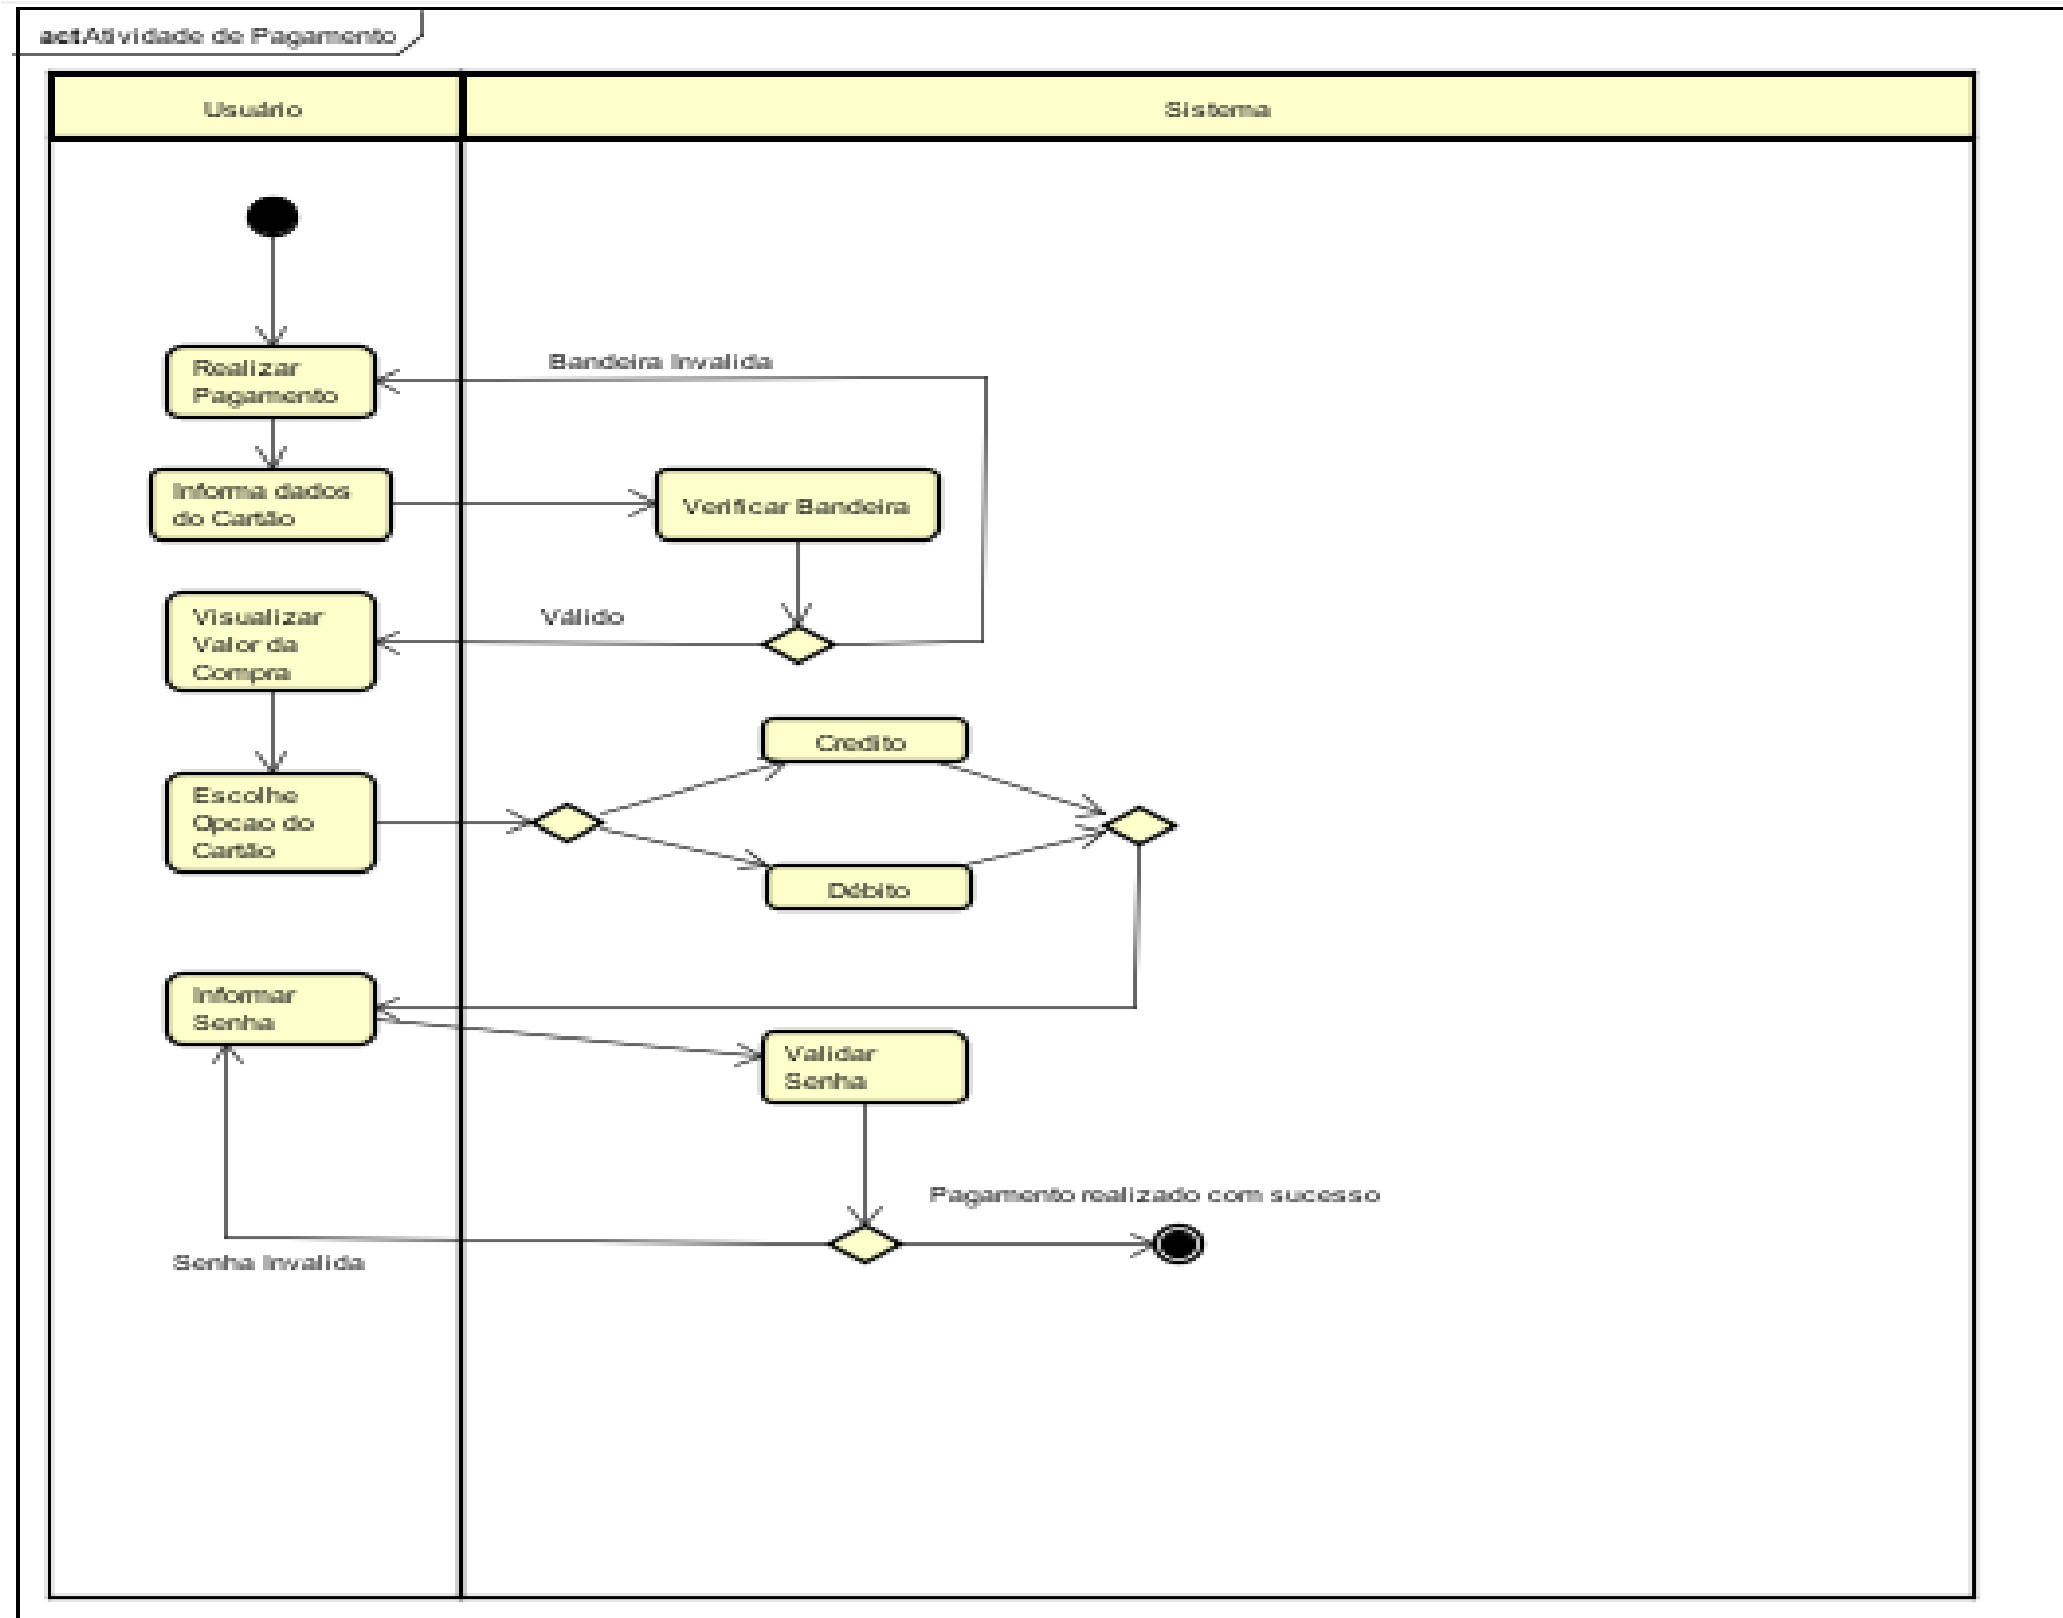 actAtividade de Pagamento
Usuário
Sistema
Realizar
Pagamento
Bandeira Invalida
Informa dados
do Cartão
Verificar Bandeira
Visualizar
Valor da
Compra
Válido
Credito
Escolhe
Opcao do
Cartão
Débito
Informar
Senha
Validar
Senha
Pagamento realizado com sucesso
Senha Invalida